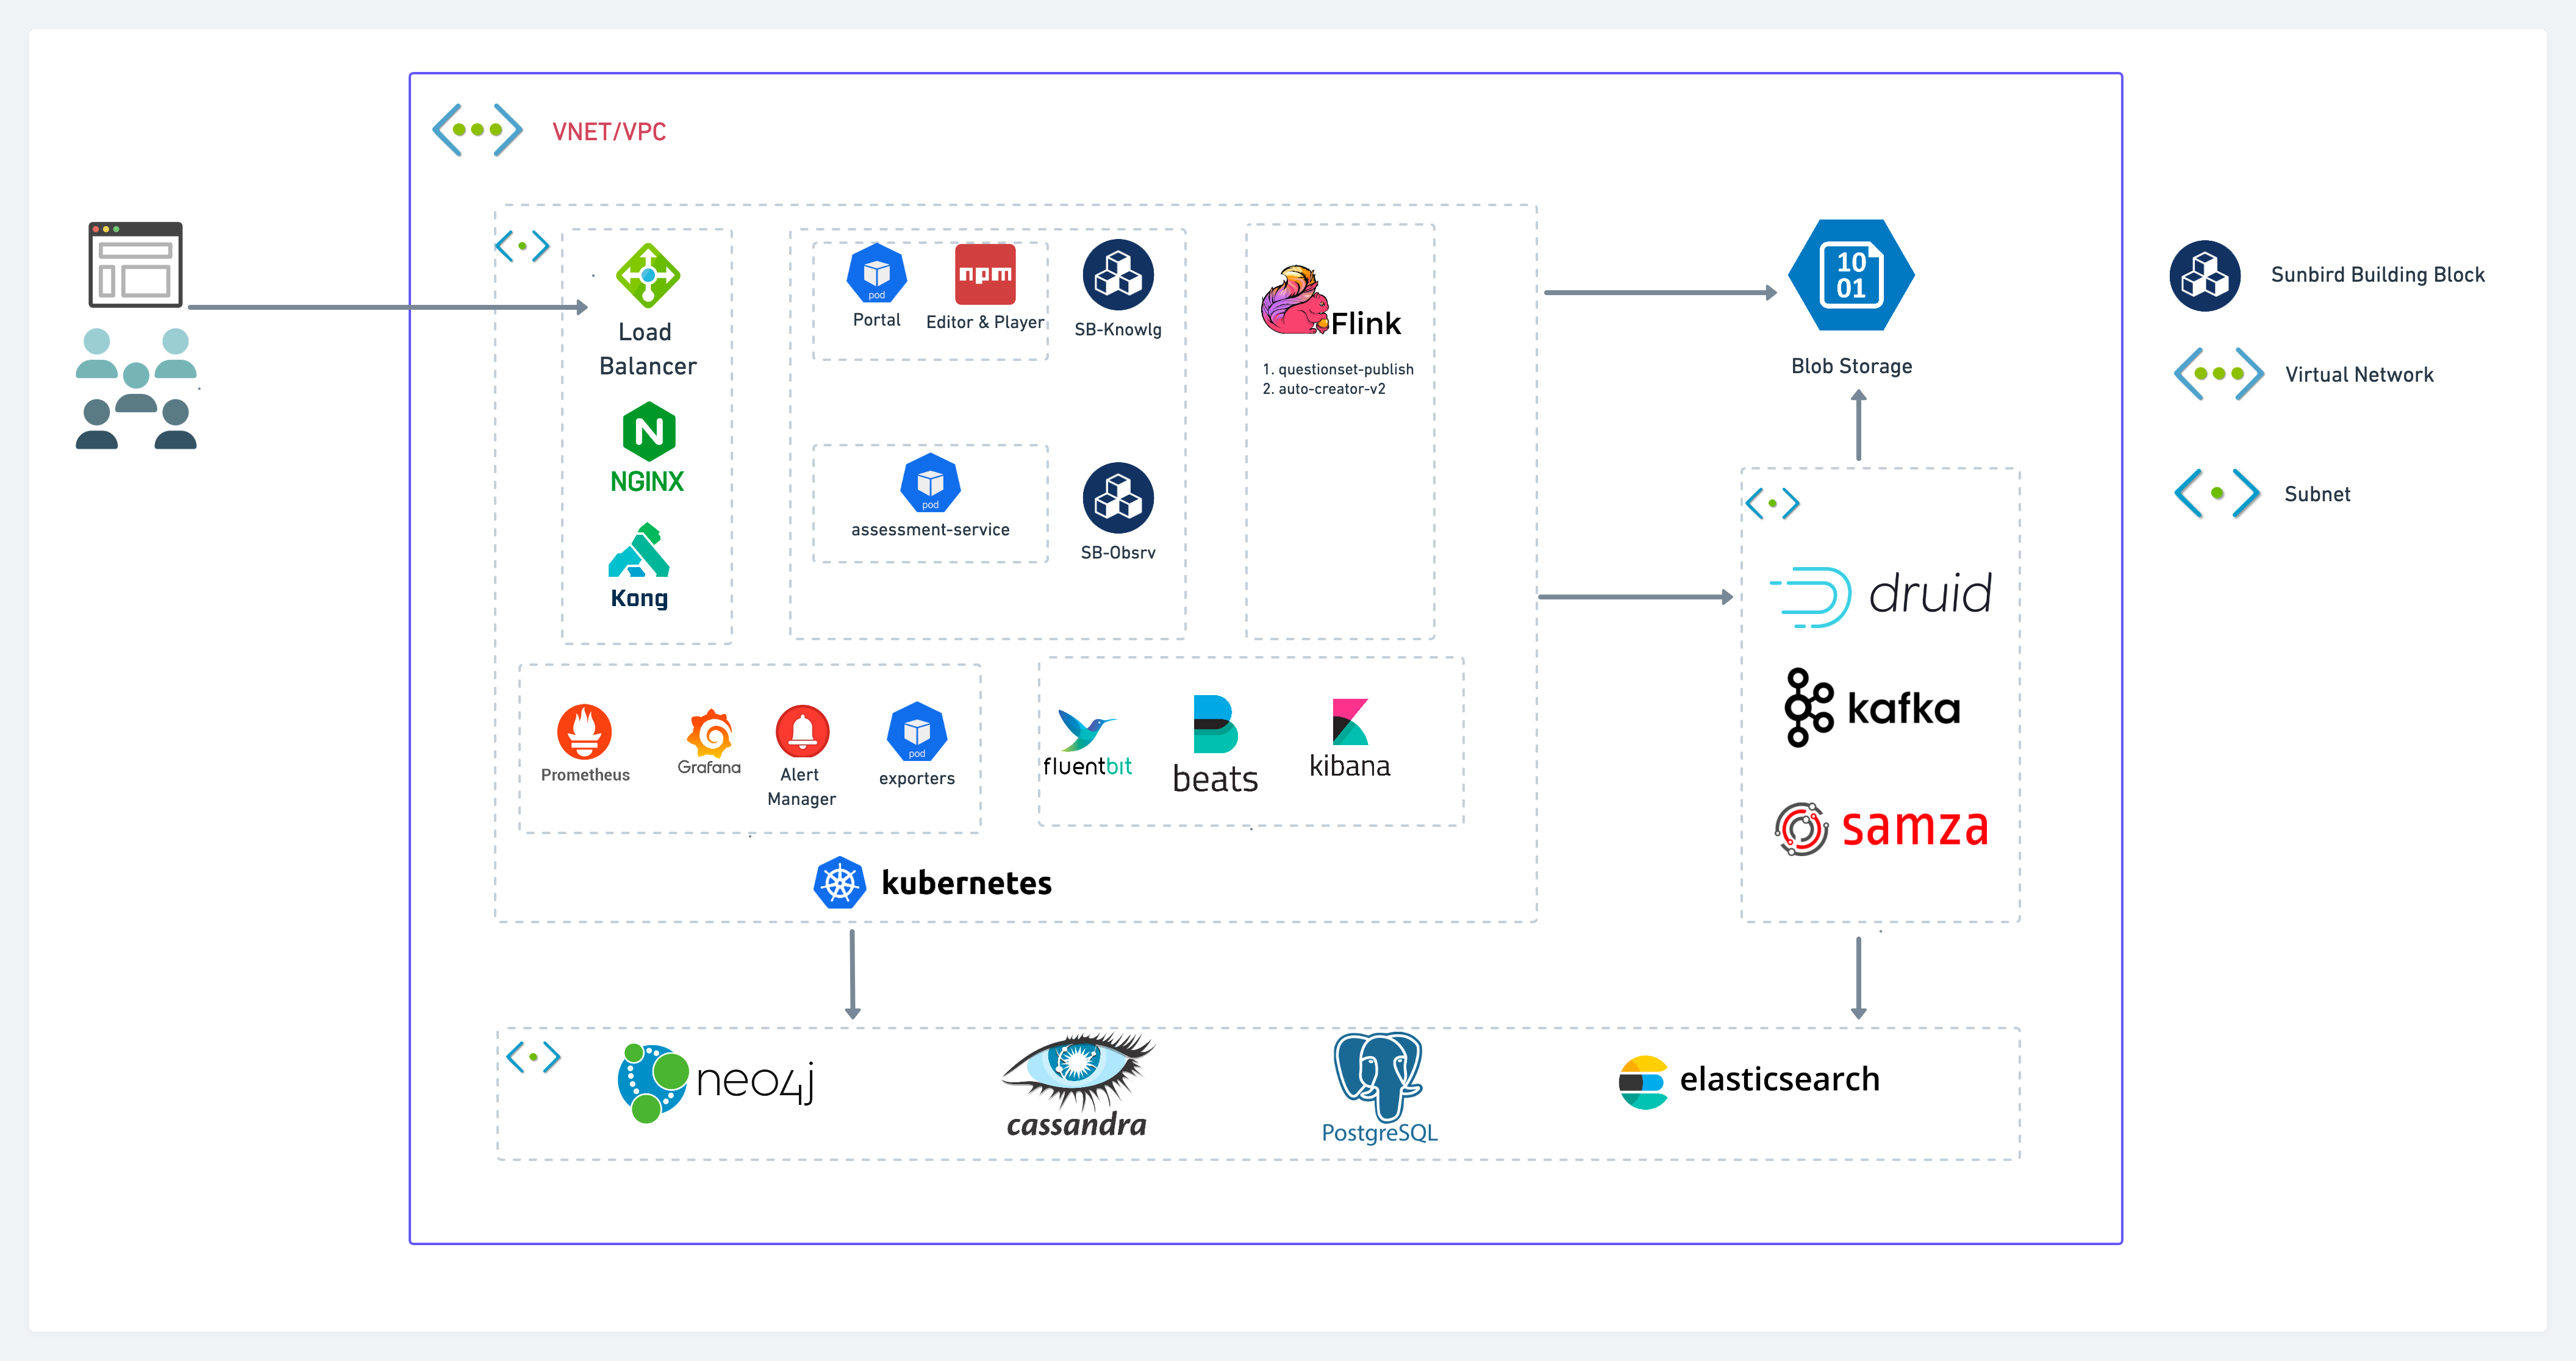 VNET/VPC
Load
Balancer
NGINX
Kong
pod
Portal
npm
Editor & Player
SB-Knowlg
pod
assessment-service
SB-Obsrv
Flink
1. questionset-publish
2. auto-creator-v2
10
01
Blob Storage
Sunbird Building Block
Virtual Network
Subnet
druid
kafka
samza
Prometheus
Grafana
Alert
Manager
pod
exporters
fluentbit
beats
kibana
kubernetes
neo4j
cassandra
PostgreSQL
elasticsearch